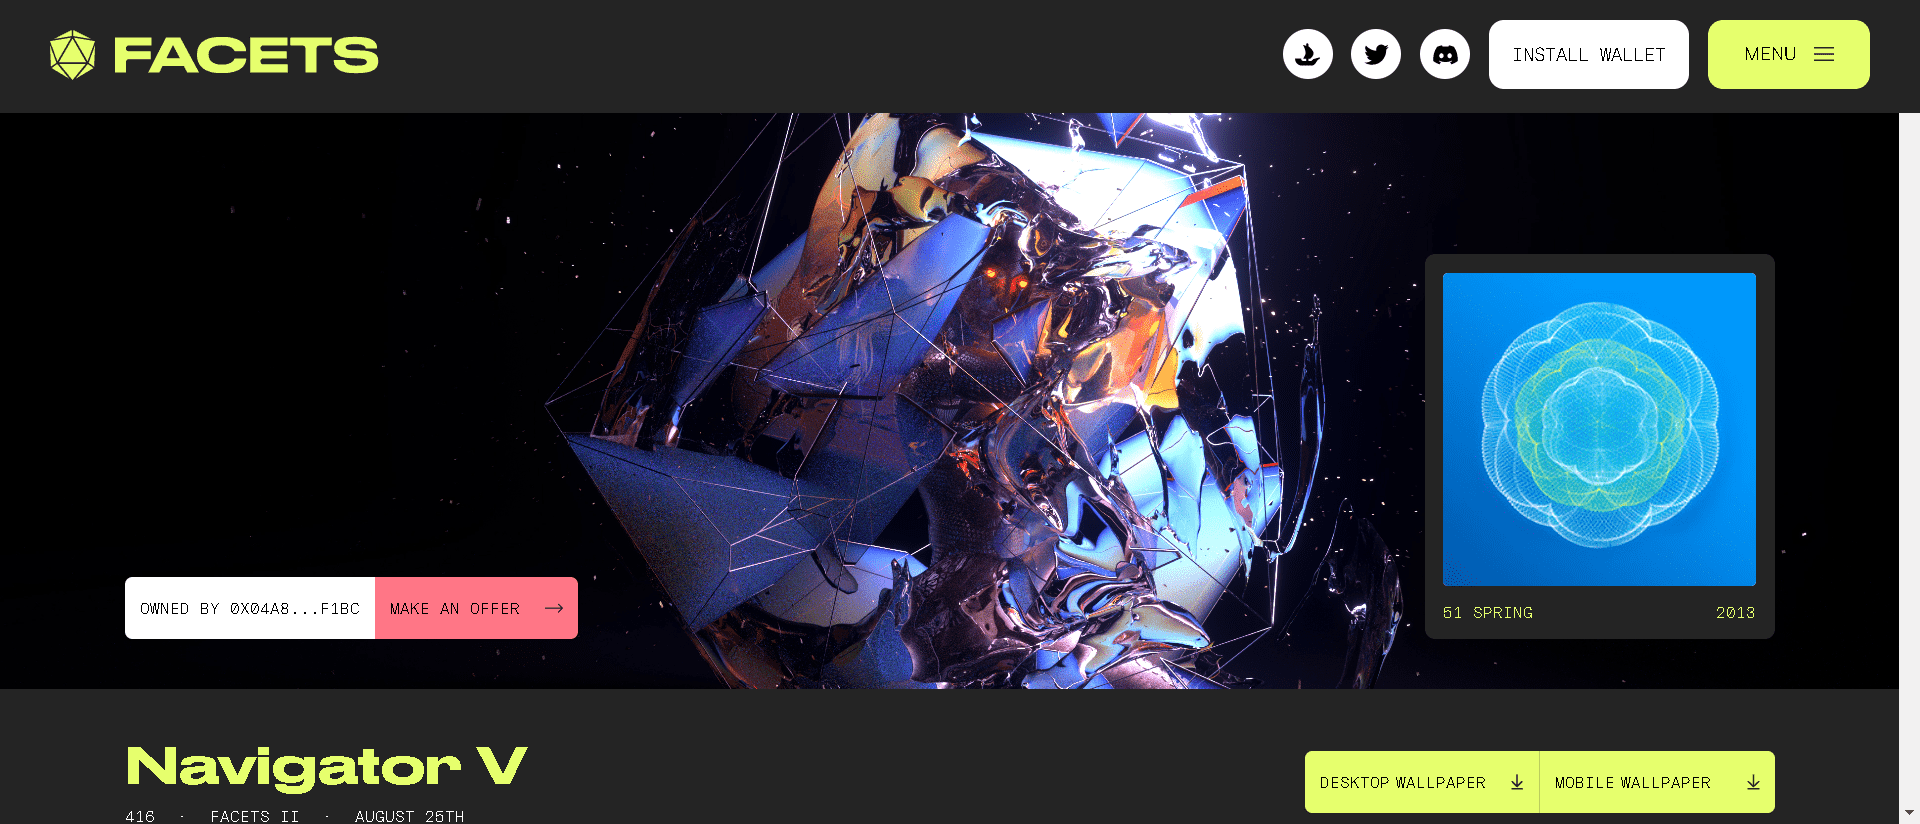 FACETS
INSTALL WALLET
MENU
OWNED BY 0X04A8...F1BC
MAKE AN OFFER
51 SPRING
2013
Navigator V
DESKTOP WALLPAPER
MOBILE WALLPAPER
416 · FACETS II · AUGUST 25TH